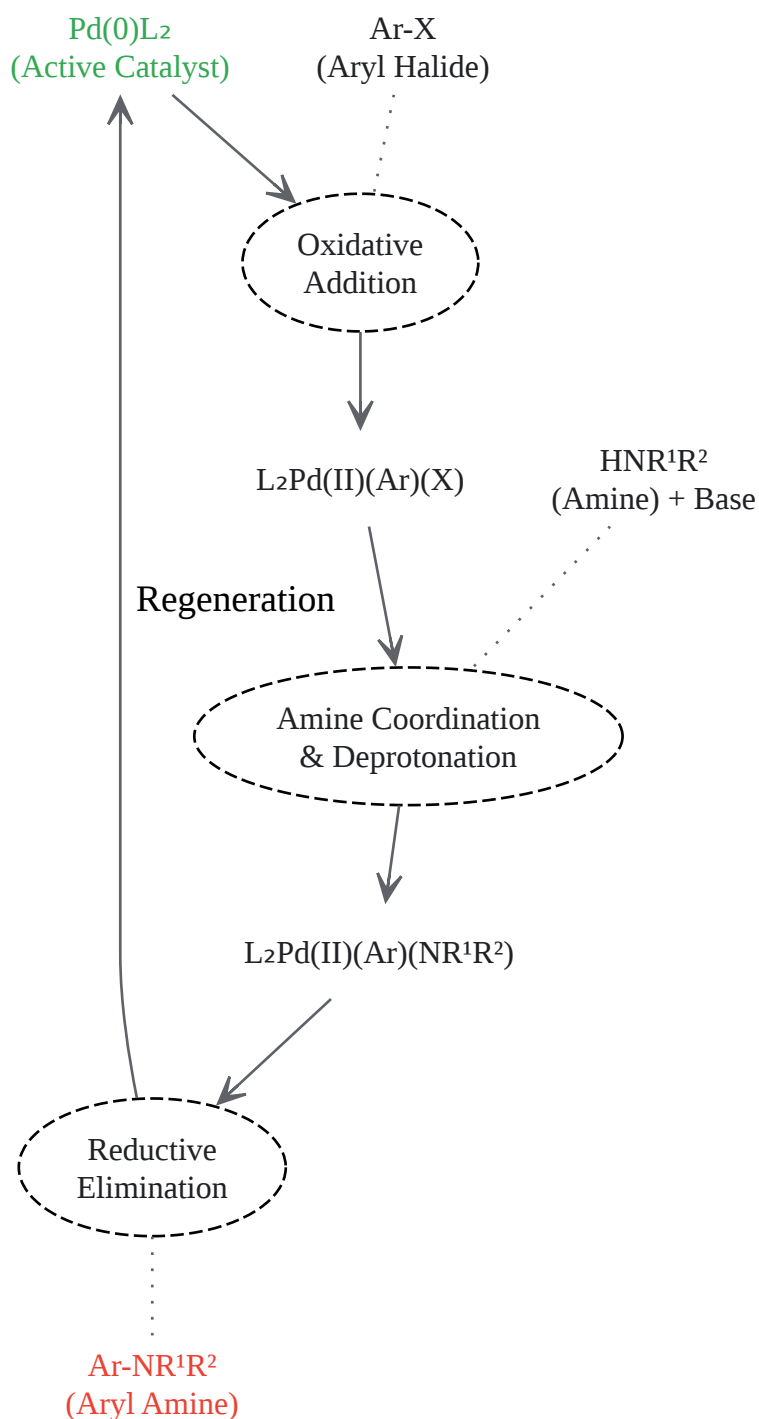 Pd(0)L₂
(Active Catalyst)
Ar-X
(Aryl Halide)
Oxidative
Addition
L₂Pd(II)(Ar)(X)
HNR¹R²
(Amine) + Base
Regeneration
Amine Coordination
& Deprotonation
L₂Pd(II)(Ar)(NR¹R²)
Reductive
Elimination
Ar-NR¹R²
(Aryl Amine)